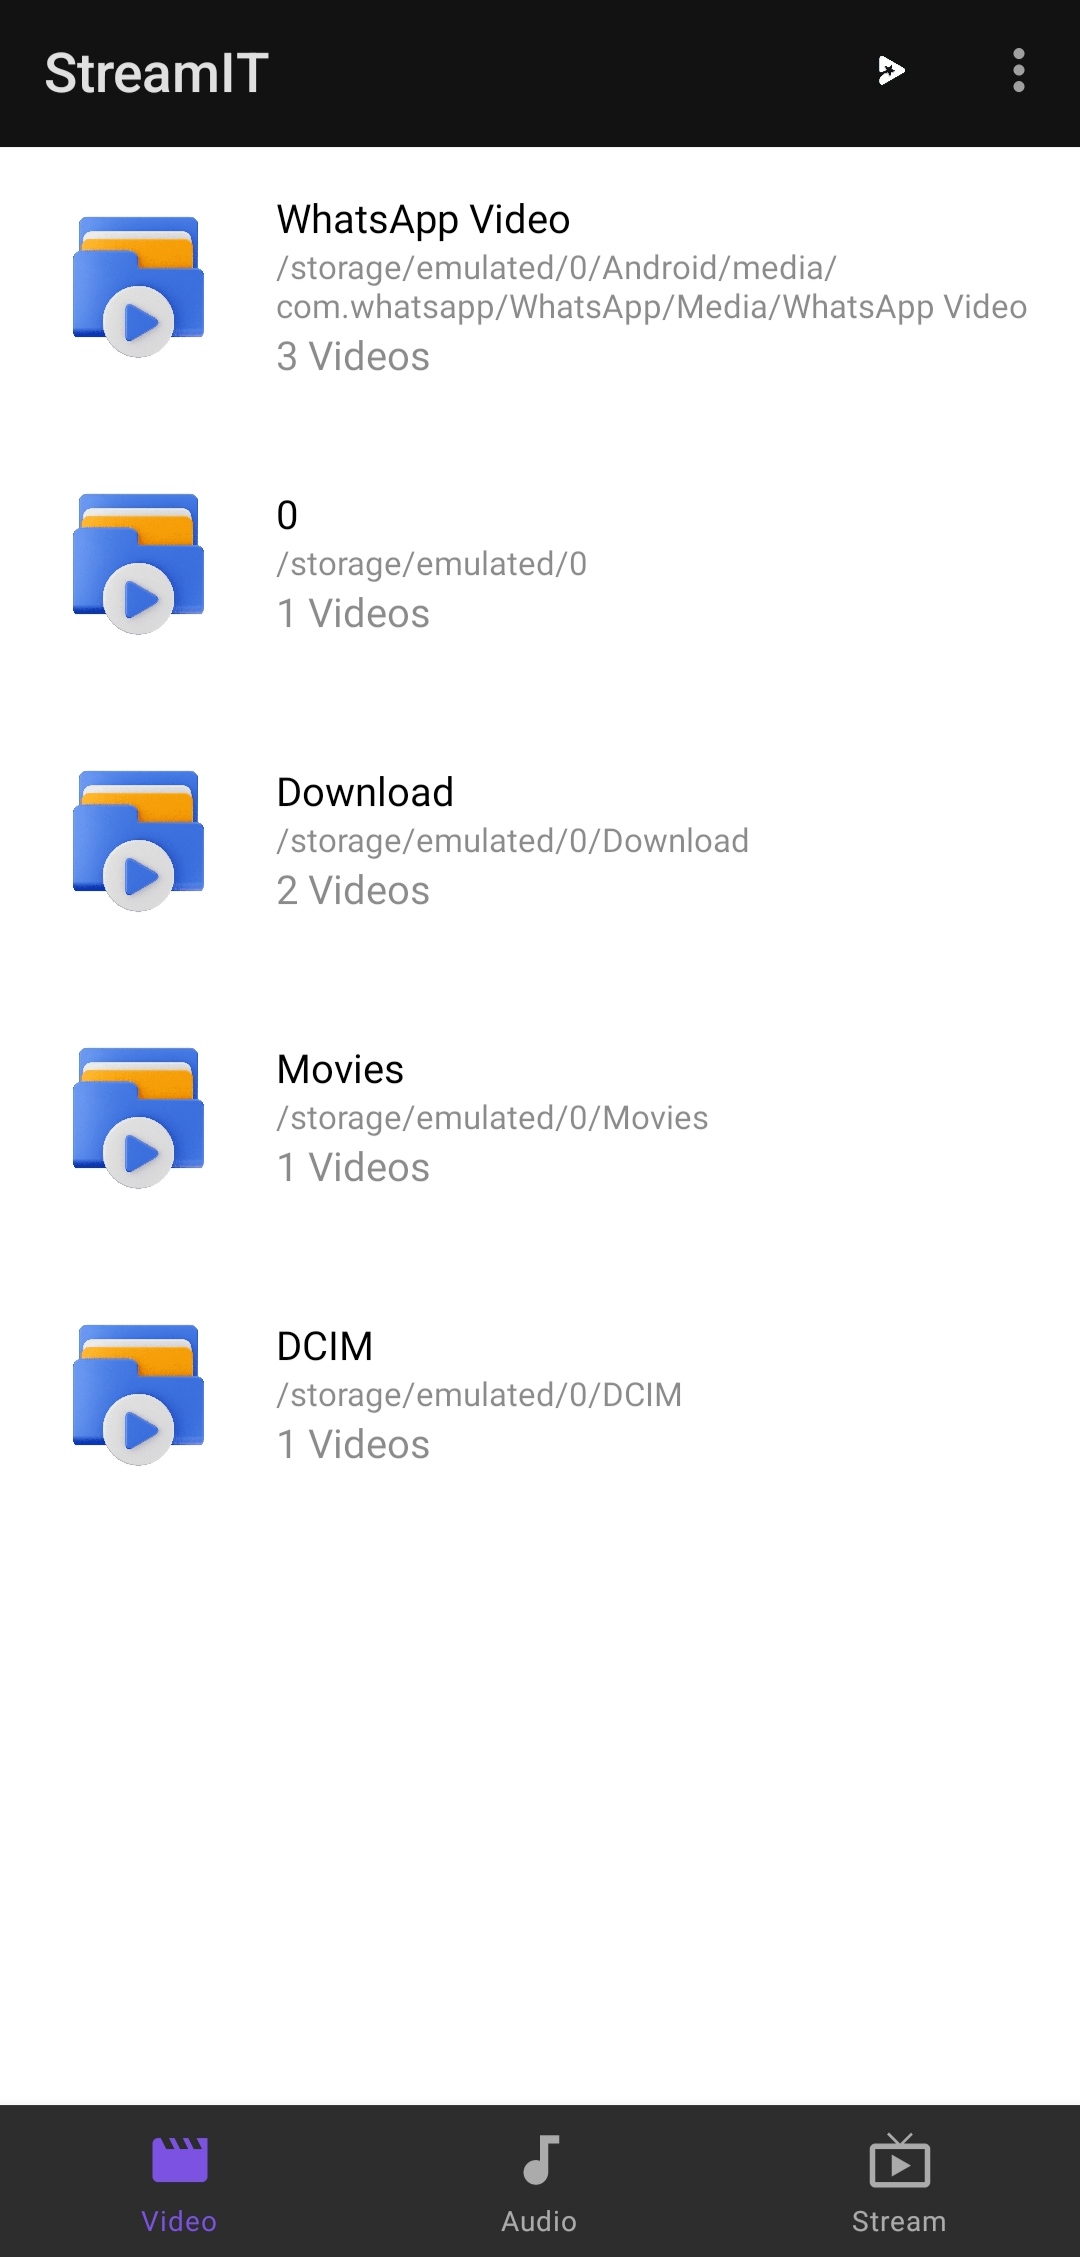 StreamIT
WhatsApp Video
/storage/emulated/0/Android/media/
com.whatsapp/WhatsApp/Media/WhatsApp Video
3 Videos
0
/storage/emulated/0
1 Videos
Download
/storage/emulated/0/Download
2 Videos
Movies
/storage/emulated/0/Movies
1 Videos
DCIM
/storage/emulated/0/DCIM
1 Videos
Video
Audio
Stream